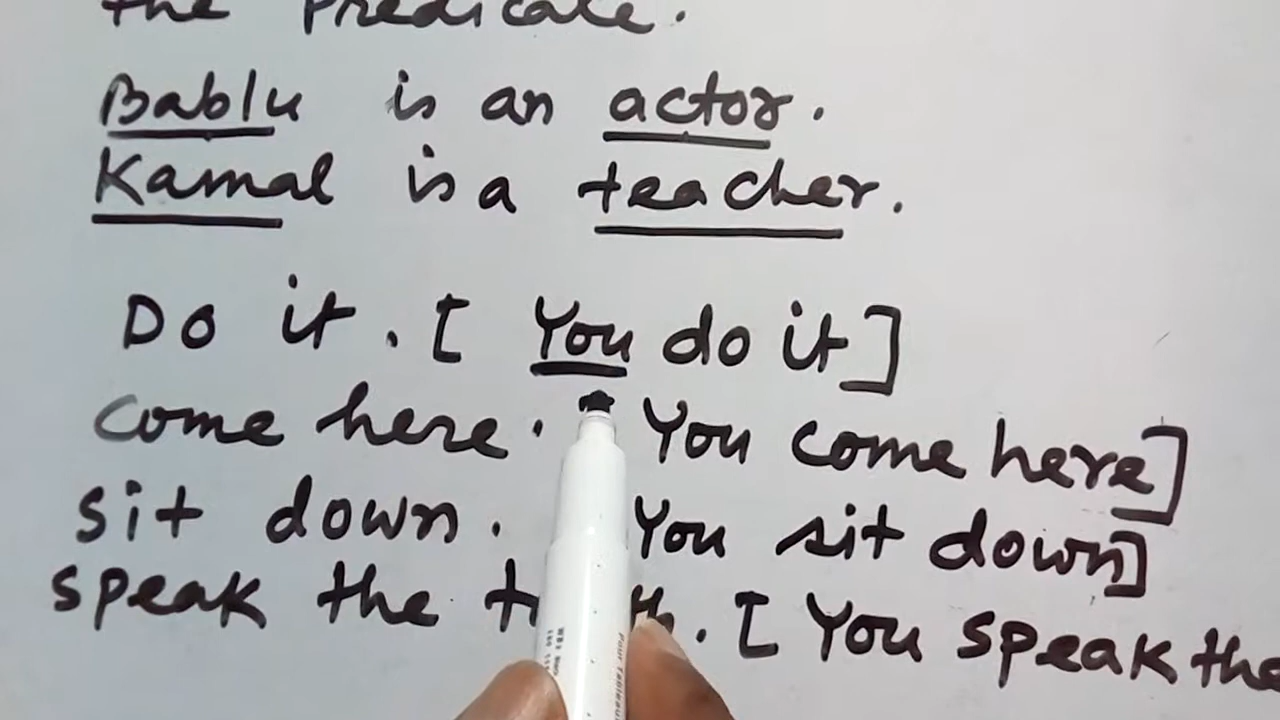 the Predicate.
Bablu is an actor.
Kamal is a teacher.
Do it. [ You do it ]
come here. You come here]
sit down. You sit down]
speak the . [ You speak the